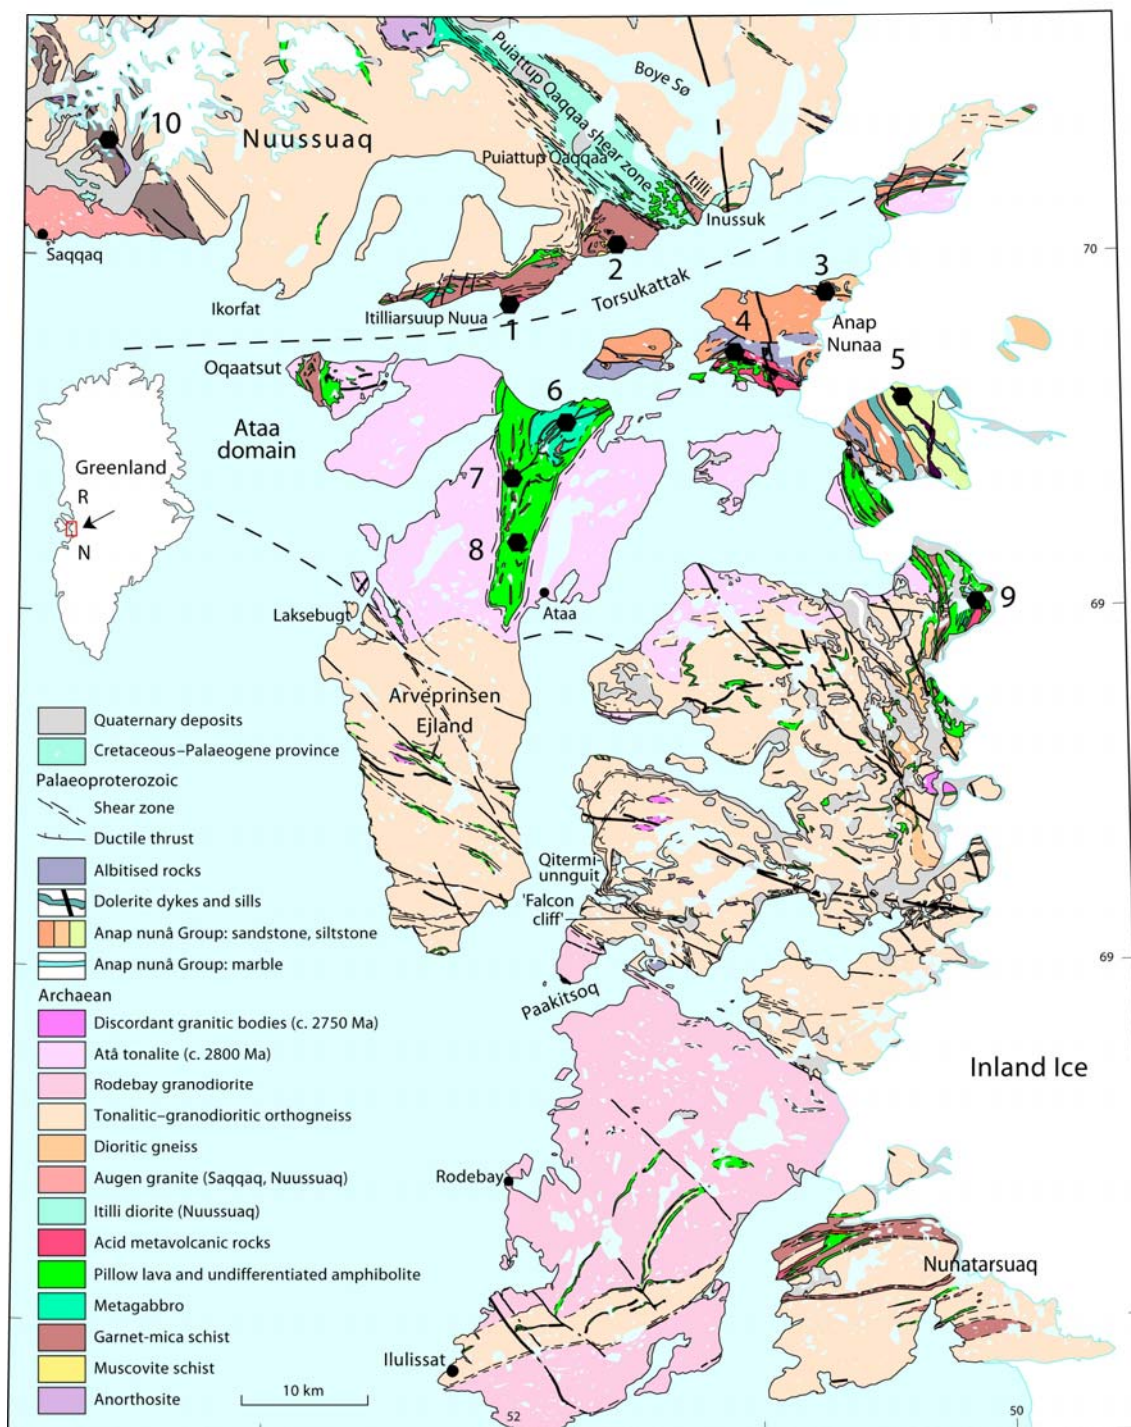 Puiattup Qaqqaa shear zone
Boye Sø
10
Nuussuaq
Puiattup Qaqqaa
Itilli
Inussuk
Saqqaq
2
70
3
Torsukattak
Ikorfat
Itilliarsuup Nuua
1
4
Anap
Nunaa
Oqaatsut
5
6
Ataa
domain
Greenland
R
N
7
8
Ataa
9
69
Laksebugt
Arveprinsen
Ejland
Quaternary deposits
Cretaceous–Palaeogene province
Palaeoproterozoic
Shear zone
Ductile thrust
Albitised rocks
Dolerite dykes and sills
Anap nunâ Group: sandstone, siltstone
Anap nunâ Group: marble
Archaean
Discordant granitic bodies (c. 2750 Ma)
Atâ tonalite (c. 2800 Ma)
Rodebay granodiorite
Tonalitic–granodioritic orthogneiss
Dioritic gneiss
Augen granite (Saqqaq, Nuussuaq)
Itilli diorite (Nuussuaq)
Acid metavolcanic rocks
Pillow lava and undifferentiated amphibolite
Metagabbro
Garnet-mica schist
Muscovite schist
Anorthosite
10 km
Qitermi-
unnguit
'Falcon
cliff'
69
Paakitsoq
Inland Ice
Rodebay
Nunatarsuaq
Ilulissat
52
50